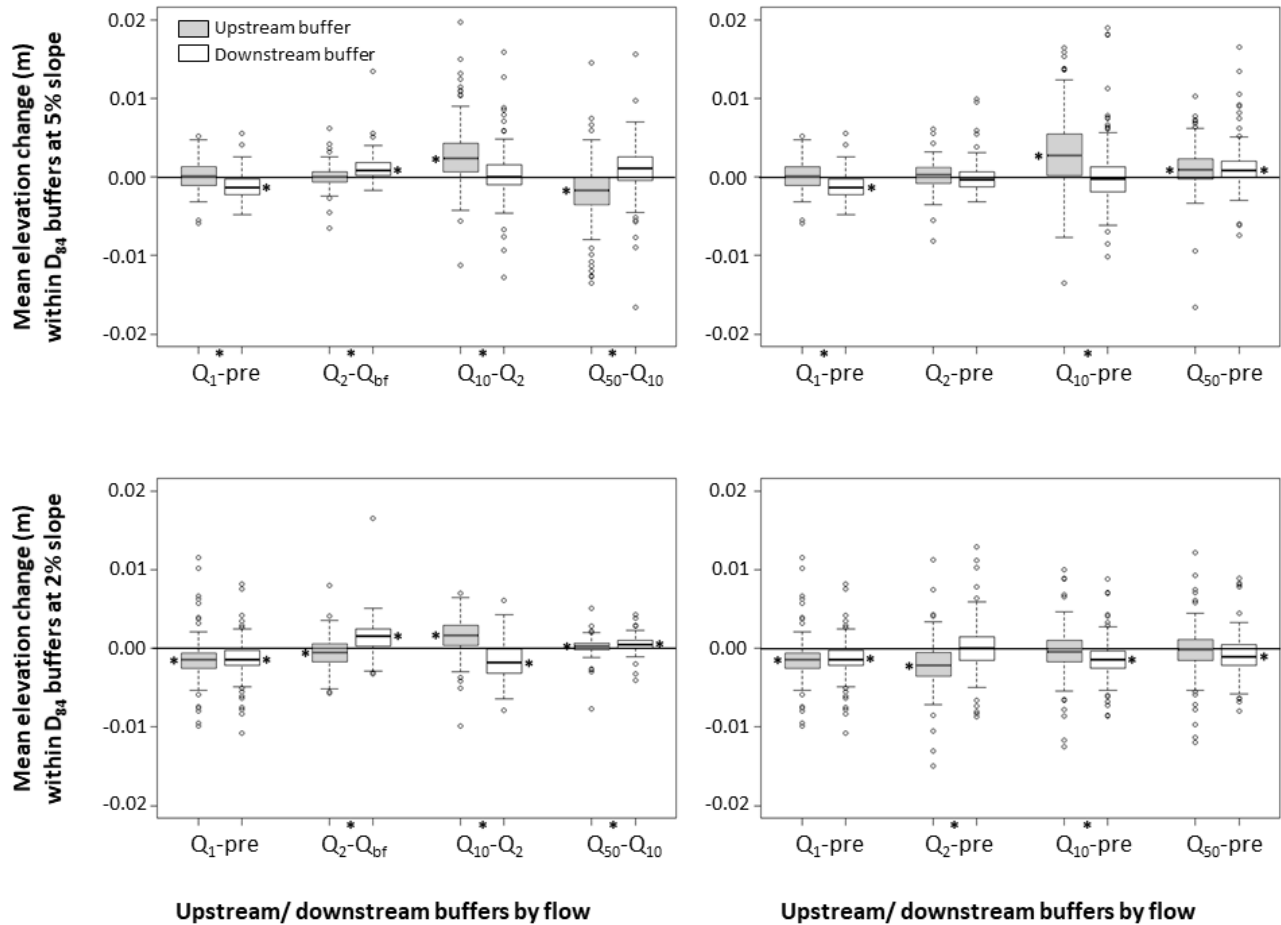 Mean elevation change (m)
within D84 buffers at 5% slope
0.02
0.01
0.00
-0.01
-0.02
Upstream buffer
Downstream buffer
*
*
*
*
*
*
*
*
Q1-pre
Q2-Qbf
Q10-Q2
Q50-Q10
0.02
0.01
0.00
-0.01
-0.02
*
*
*
*
*
*
Q1-pre
Q2-pre
Q10-pre
Q50-pre
Mean elevation change (m)
within D84 buffers at 2% slope
0.02
0.01
0.00
-0.01
-0.02
*
*
*
*
*
*
*
*
*
*
*
Q1-pre
Q2-Qbf
Q10-Q2
Q50-Q10
Upstream/ downstream buffers by flow
0.02
0.01
0.00
-0.01
-0.02
*
*
*
*
*
*
*
Q1-pre
Q2-pre
Q10-pre
Q50-pre
Upstream/ downstream buffers by flow